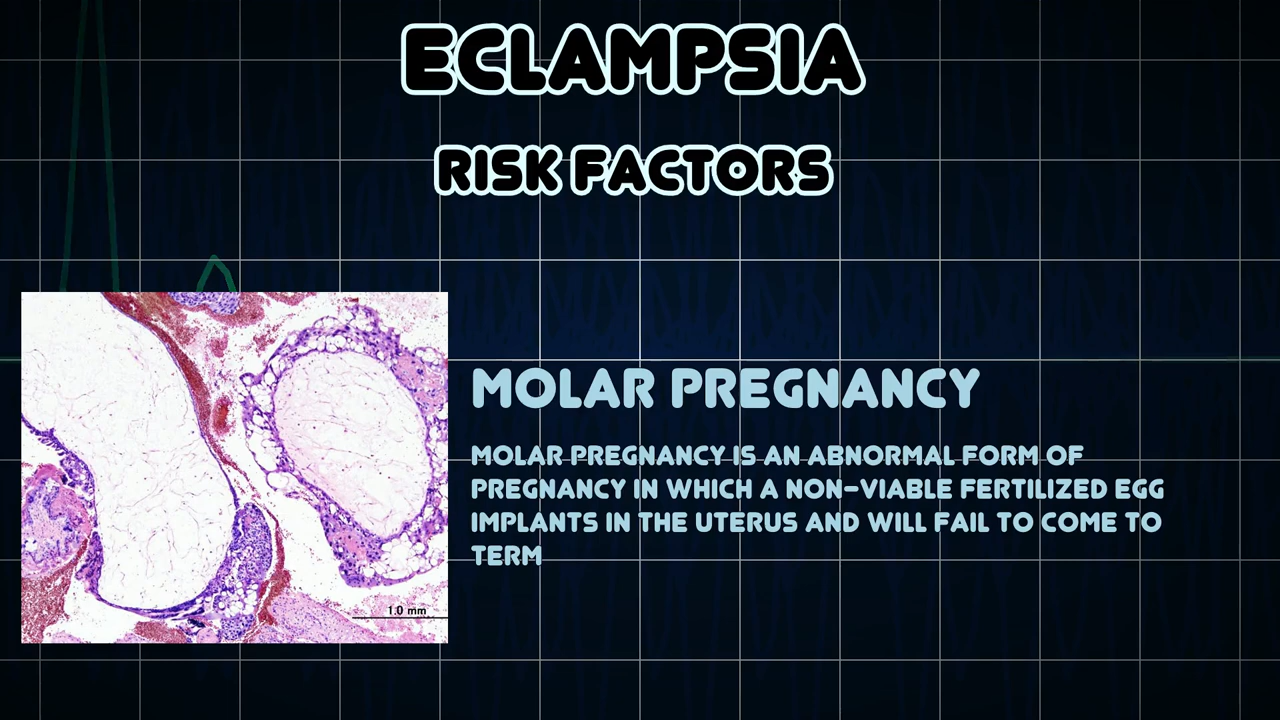 ECLAMPSIA
RISK FACTORS
MOLAR PREGNANCY
MOLAR PREGNANCY IS AN ABNORMAL FORM OF
PREGNANCY IN WHICH A NON-VIABLE FERTILIZED EGG
IMPLANTS IN THE UTERUS AND WILL FAIL TO COME TO
TERM
1.0 mm